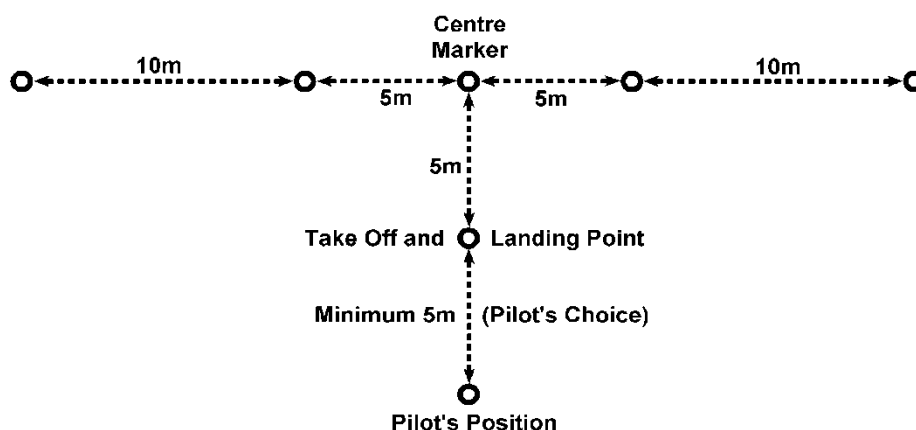 Centre
Marker
10m
10m
5m
5m
5m
Take Off and Landing Point
Minimum 5m (Pilot's Choice)
Pilot's Position